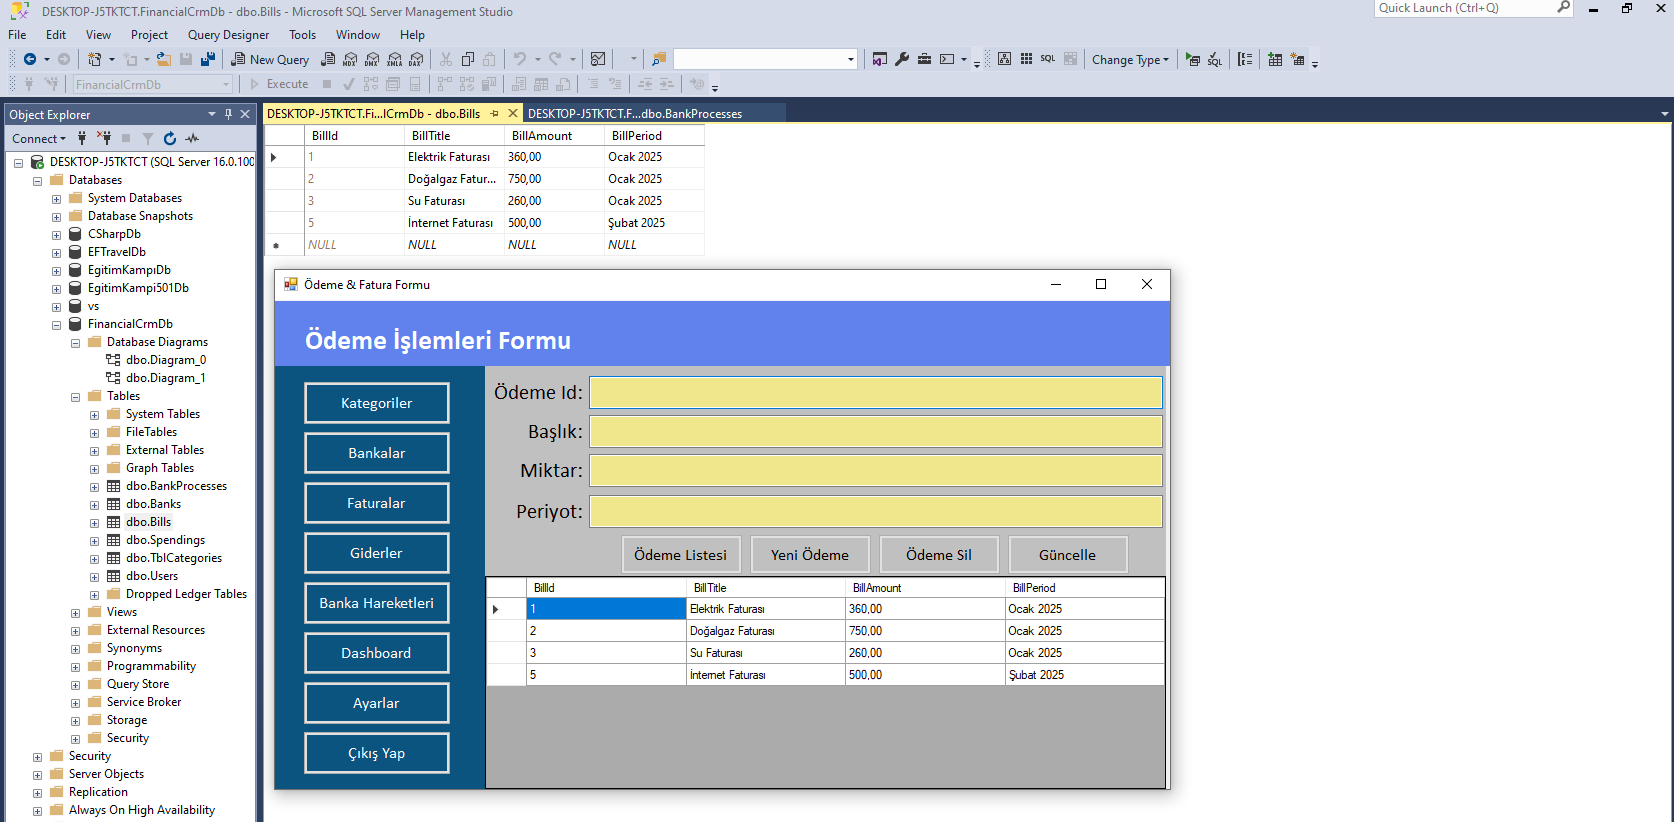 DESKTOP-J5TKTCT.FinancialCrmDb - dbo.Bills - Microsoft SQL Server Management Studio
Quick Launch (Ctrl+Q)
File Edit View Project Query Designer Tools Window Help
New Query MDX DMX XMLA DAX SQL Change Type SQL
FinancialCrmDb Execute
Object Explorer
Connect
DESKTOP-J5TKTCT (SQL Server 16.0.100
Databases
System Databases
Database Snapshots
CSharpDb
EFTravelDb
EgitimKampıDb
EgitimKampi501Db
vs
FinancialCrmDb
Database Diagrams
dbo.Diagram_0
dbo.Diagram_1
Tables
System Tables
FileTables
External Tables
Graph Tables
dbo.BankProcesses
dbo.Banks
dbo.Bills
dbo.Spendings
dbo.TblCategories
dbo.Users
Dropped Ledger Tables
Views
External Resources
Synonyms
Programmability
Query Store
Service Broker
Storage
Security
Security
Server Objects
Replication
Always On High Availability
DESKTOP-J5TKTCT.Fi...lCrmDb - dbo.Bills DESKTOP-J5TKTCT.F...dbo.BankProcesses
BillId BillTitle BillAmount BillPeriod
1 Elektrik Faturası 360,00 Ocak 2025
2 Doğalgaz Fatur... 750,00 Ocak 2025
3 Su Faturası 260,00 Ocak 2025
5 İnternet Faturası 500,00 Şubat 2025
NULL NULL NULL NULL
Ödeme & Fatura Formu
Ödeme İşlemleri Formu
Kategoriler
Bankalar
Faturalar
Giderler
Banka Hareketleri
Dashboard
Ayarlar
Çıkış Yap
Ödeme Id:
Başlık:
Miktar:
Periyot:
Ödeme Listesi Yeni Ödeme Ödeme Sil Güncelle
BillId BillTitle BillAmount BillPeriod
1 Elektrik Faturası 360,00 Ocak 2025
2 Doğalgaz Faturası 750,00 Ocak 2025
3 Su Faturası 260,00 Ocak 2025
5 İnternet Faturası 500,00 Şubat 2025